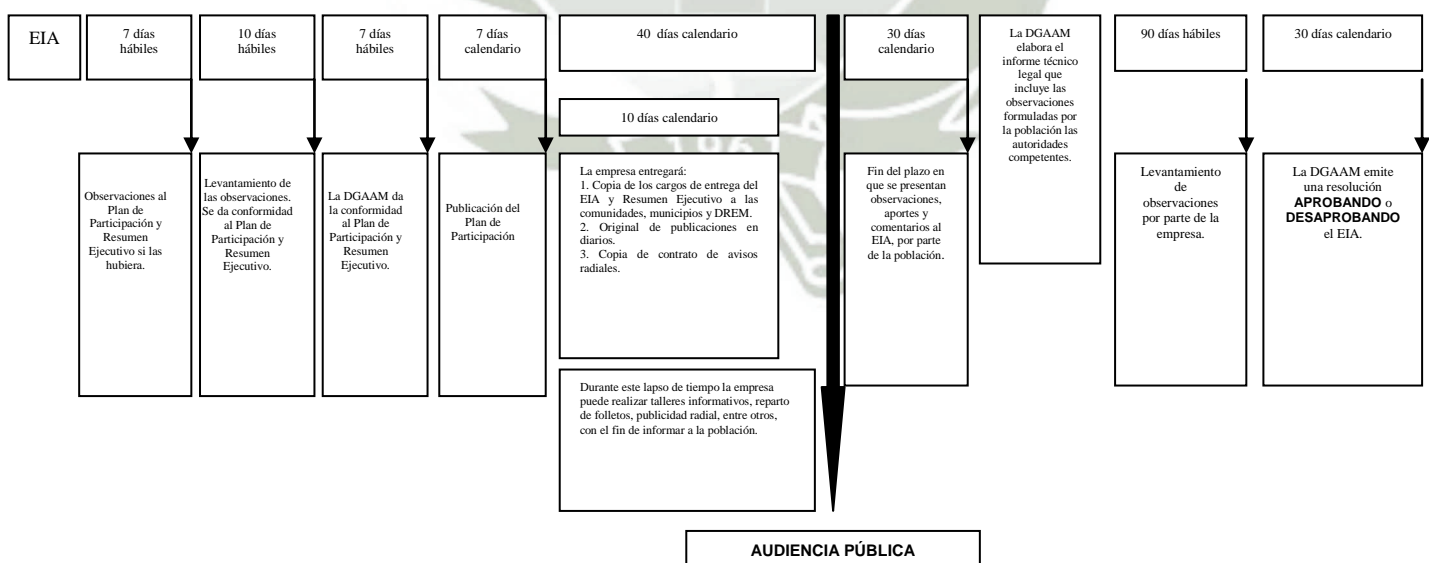 EIA
7 días
hábiles
10 días
hábiles
7 días
hábiles
7 días
calendario
40 días calendario
30 días
calendario
La DGAAM
elabora el
informe técnico
legal que
incluye las
observaciones
formuladas por
la población las
autoridades
competentes.
90 días hábiles
30 días calendario
10 días calendario
Observaciones al
Plan de
Participación y
Resumen
Ejecutivo si las
hubiera.
Levantamiento de
las observaciones.
Se da conformidad
al Plan de
Participación y
Resumen
Ejecutivo.
La DGAAM da
la conformidad
al Plan de
Participación y
Resumen
Ejecutivo.
Publicación del
Plan de
Participación
La empresa entregará:
1. Copia de los cargos de entrega del
EIA y Resumen Ejecutivo a las
comunidades, municipios y DREM.
2. Original de publicaciones en
diarios.
3. Copia de contrato de avisos
radiales.
Durante este lapso de tiempo la empresa
puede realizar talleres informativos, reparto
de folletos, publicidad radial, entre otros,
con el fin de informar a la población.
Fin del plazo en
que se presentan
observaciones,
aportes y
comentarios al
EIA, por parte
de la población.
Levantamiento
de
observaciones
por parte de la
empresa.
La DGAAM emite
una resolución
APROBANDO o
DESAPROBANDO
el EIA.
AUDIENCIA PÚBLICA